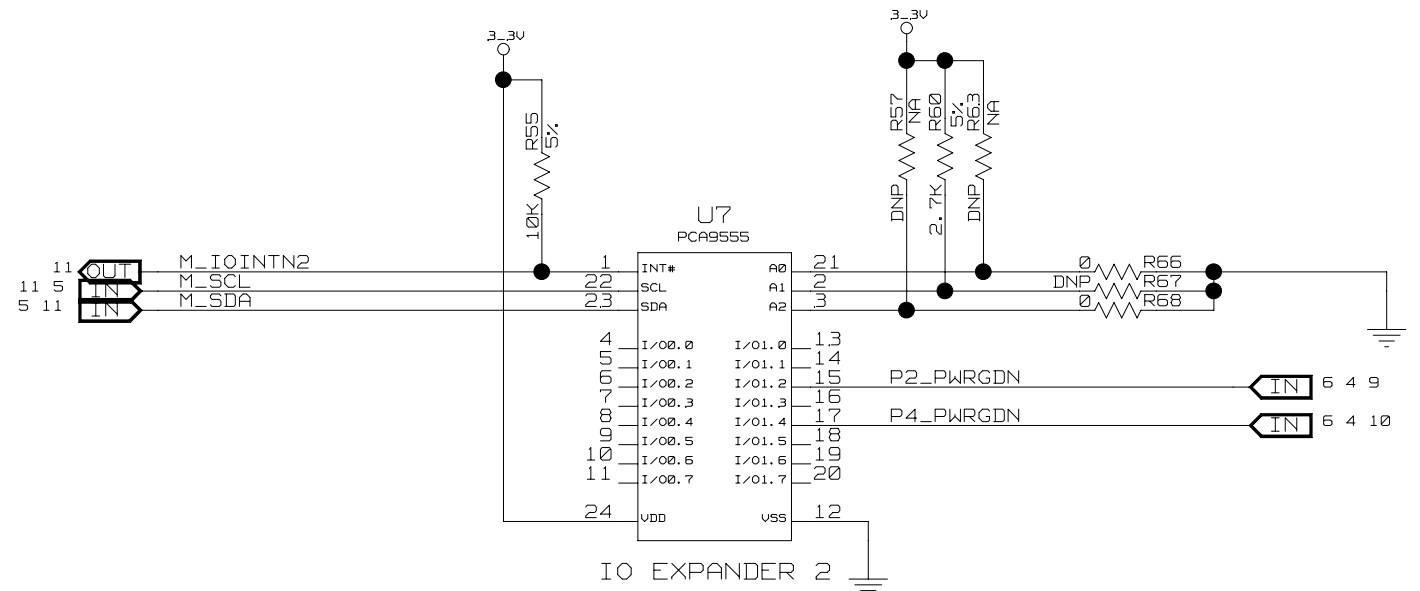 3_3V
3_3V
R55
5%
10K
R57
NA
DNP
R60
5%
2.7K
R63
NA
DNP
U7
PCA9555
11 OUT M_IOINTN2 1 INT# A0 21 0 R66
11 5 IN M_SCL 22 SCL A1 2 DNP R67
5 11 IN M_SDA 23 SDA A2 3 0 R68
4 I/O0.0 I/O1.0 13
5 I/O0.1 I/O1.1 14
6 I/O0.2 I/O1.2 15 P2_PWRGDN IN 6 4 9
7 I/O0.3 I/O1.3 16
8 I/O0.4 I/O1.4 17 P4_PWRGDN IN 6 4 10
9 I/O0.5 I/O1.5 18
10 I/O0.6 I/O1.6 19
11 I/O0.7 I/O1.7 20
24 VDD VSS 12
IO EXPANDER 2